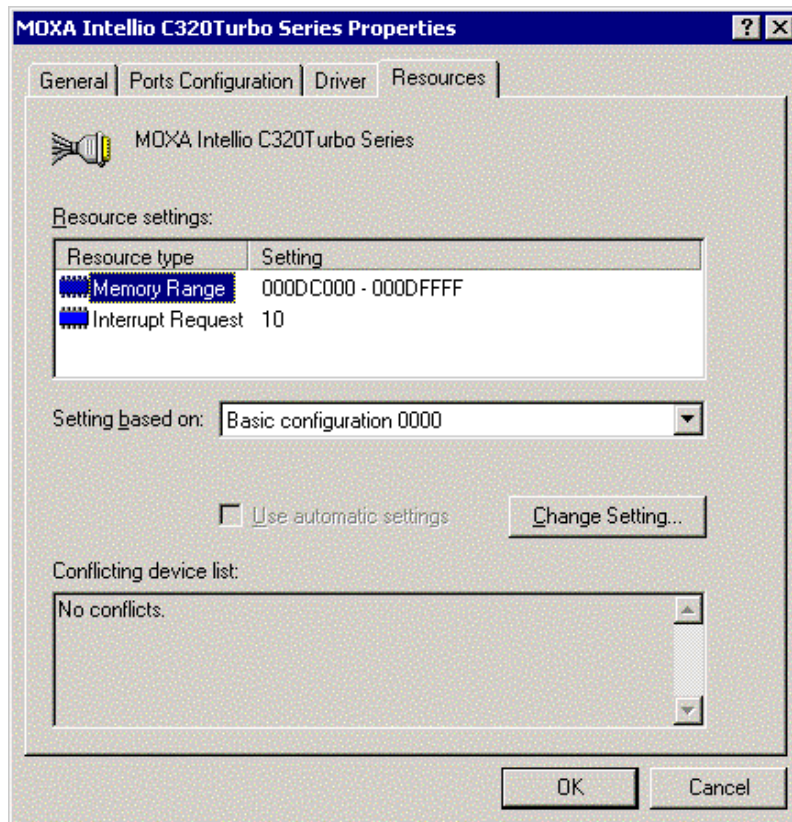 MOXA Intellio C320Turbo Series Properties
General Ports Configuration Driver Resources
MOXA Intellio C320Turbo Series
Resource settings:
Resource type Setting
Memory Range 000DC000 - 000DFFFF
Interrupt Request 10
Setting based on: Basic configuration 0000
Use automatic settings Change Setting...
Conflicting device list:
No conflicts.
OK Cancel